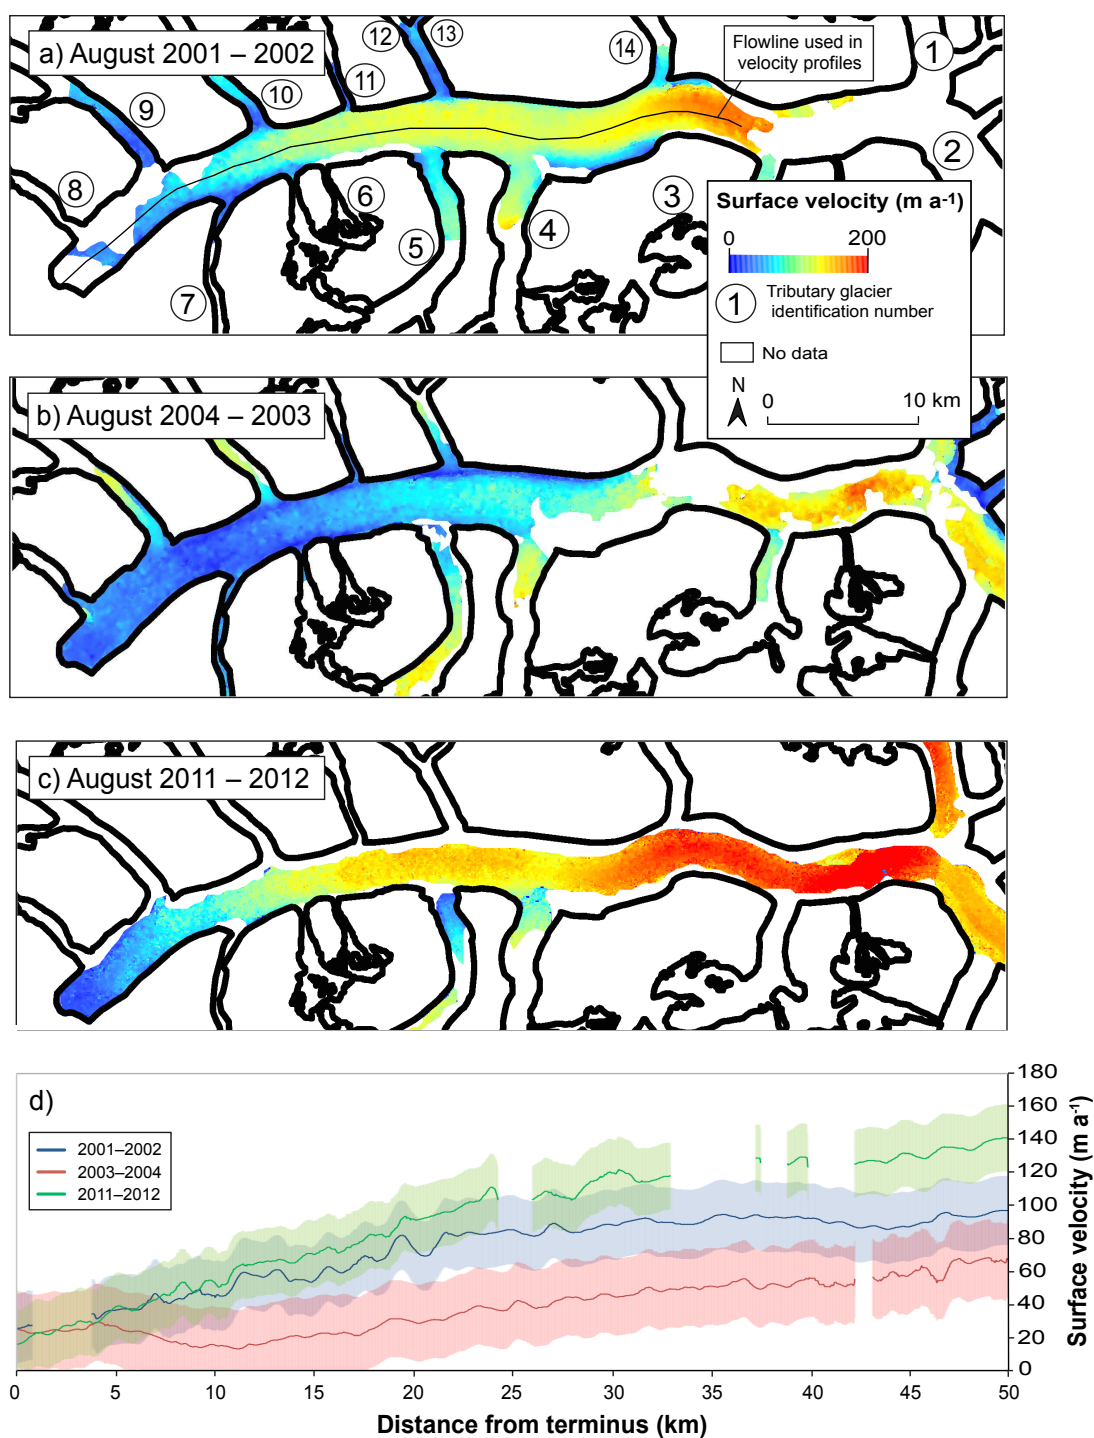 a) August 2001 – 2002
Flowline used in
velocity profiles
1
2
3
4
5
6
7
8
9
10
11
12
13
14
Surface velocity (m a-1)
0 200
1 Tributary glacier
identification number
No data
N
0 10 km
b) August 2004 – 2003
c) August 2011 – 2012
d)
2001–2002
2003–2004
2011–2012
180
160
140
120
100
80
60
40
20
0
Surface velocity (m a-1)
0 5 10 15 20 25 30 35 40 45 50
Distance from terminus (km)